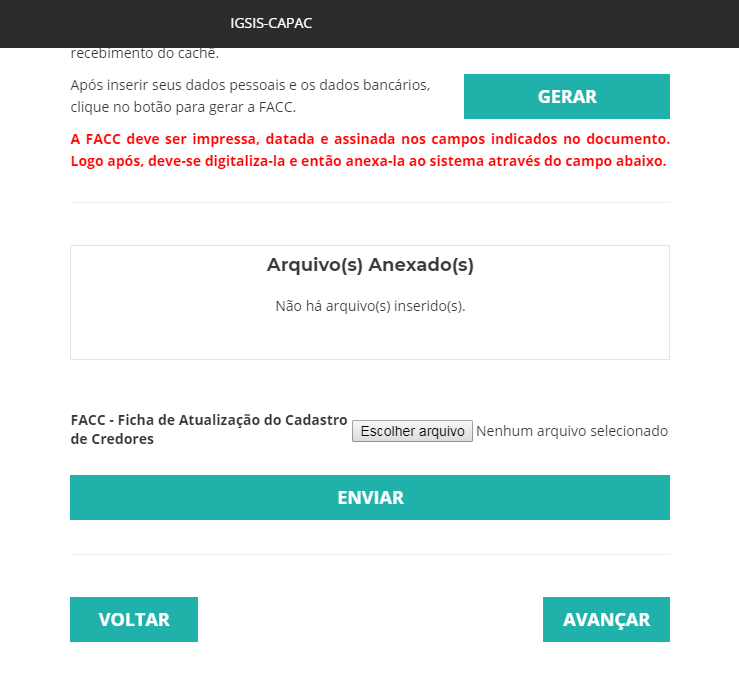 IGSIS-CAPAC
recebimento do cachê.
Após inserir seus dados pessoais e os dados bancários,
clique no botão para gerar a FACC.
GERAR
A FACC deve ser impressa, datada e assinada nos campos indicados no documento.
Logo após, deve-se digitaliza-la e então anexa-la ao sistema através do campo abaixo.
Arquivo(s) Anexado(s)
Não há arquivo(s) inserido(s).
FACC - Ficha de Atualização do Cadastro
de Credores
Escolher arquivo Nenhum arquivo selecionado
ENVIAR
VOLTAR
AVANÇAR